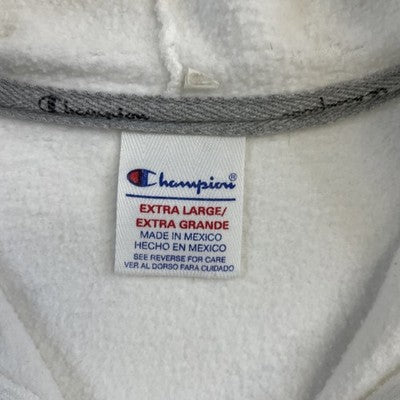 Champion
Champion®
EXTRA LARGE/
EXTRA GRANDE
MADE IN MEXICO
HECHO EN MEXICO
SEE REVERSE FOR CARE
VER AL DORSO PARA CUIDADO